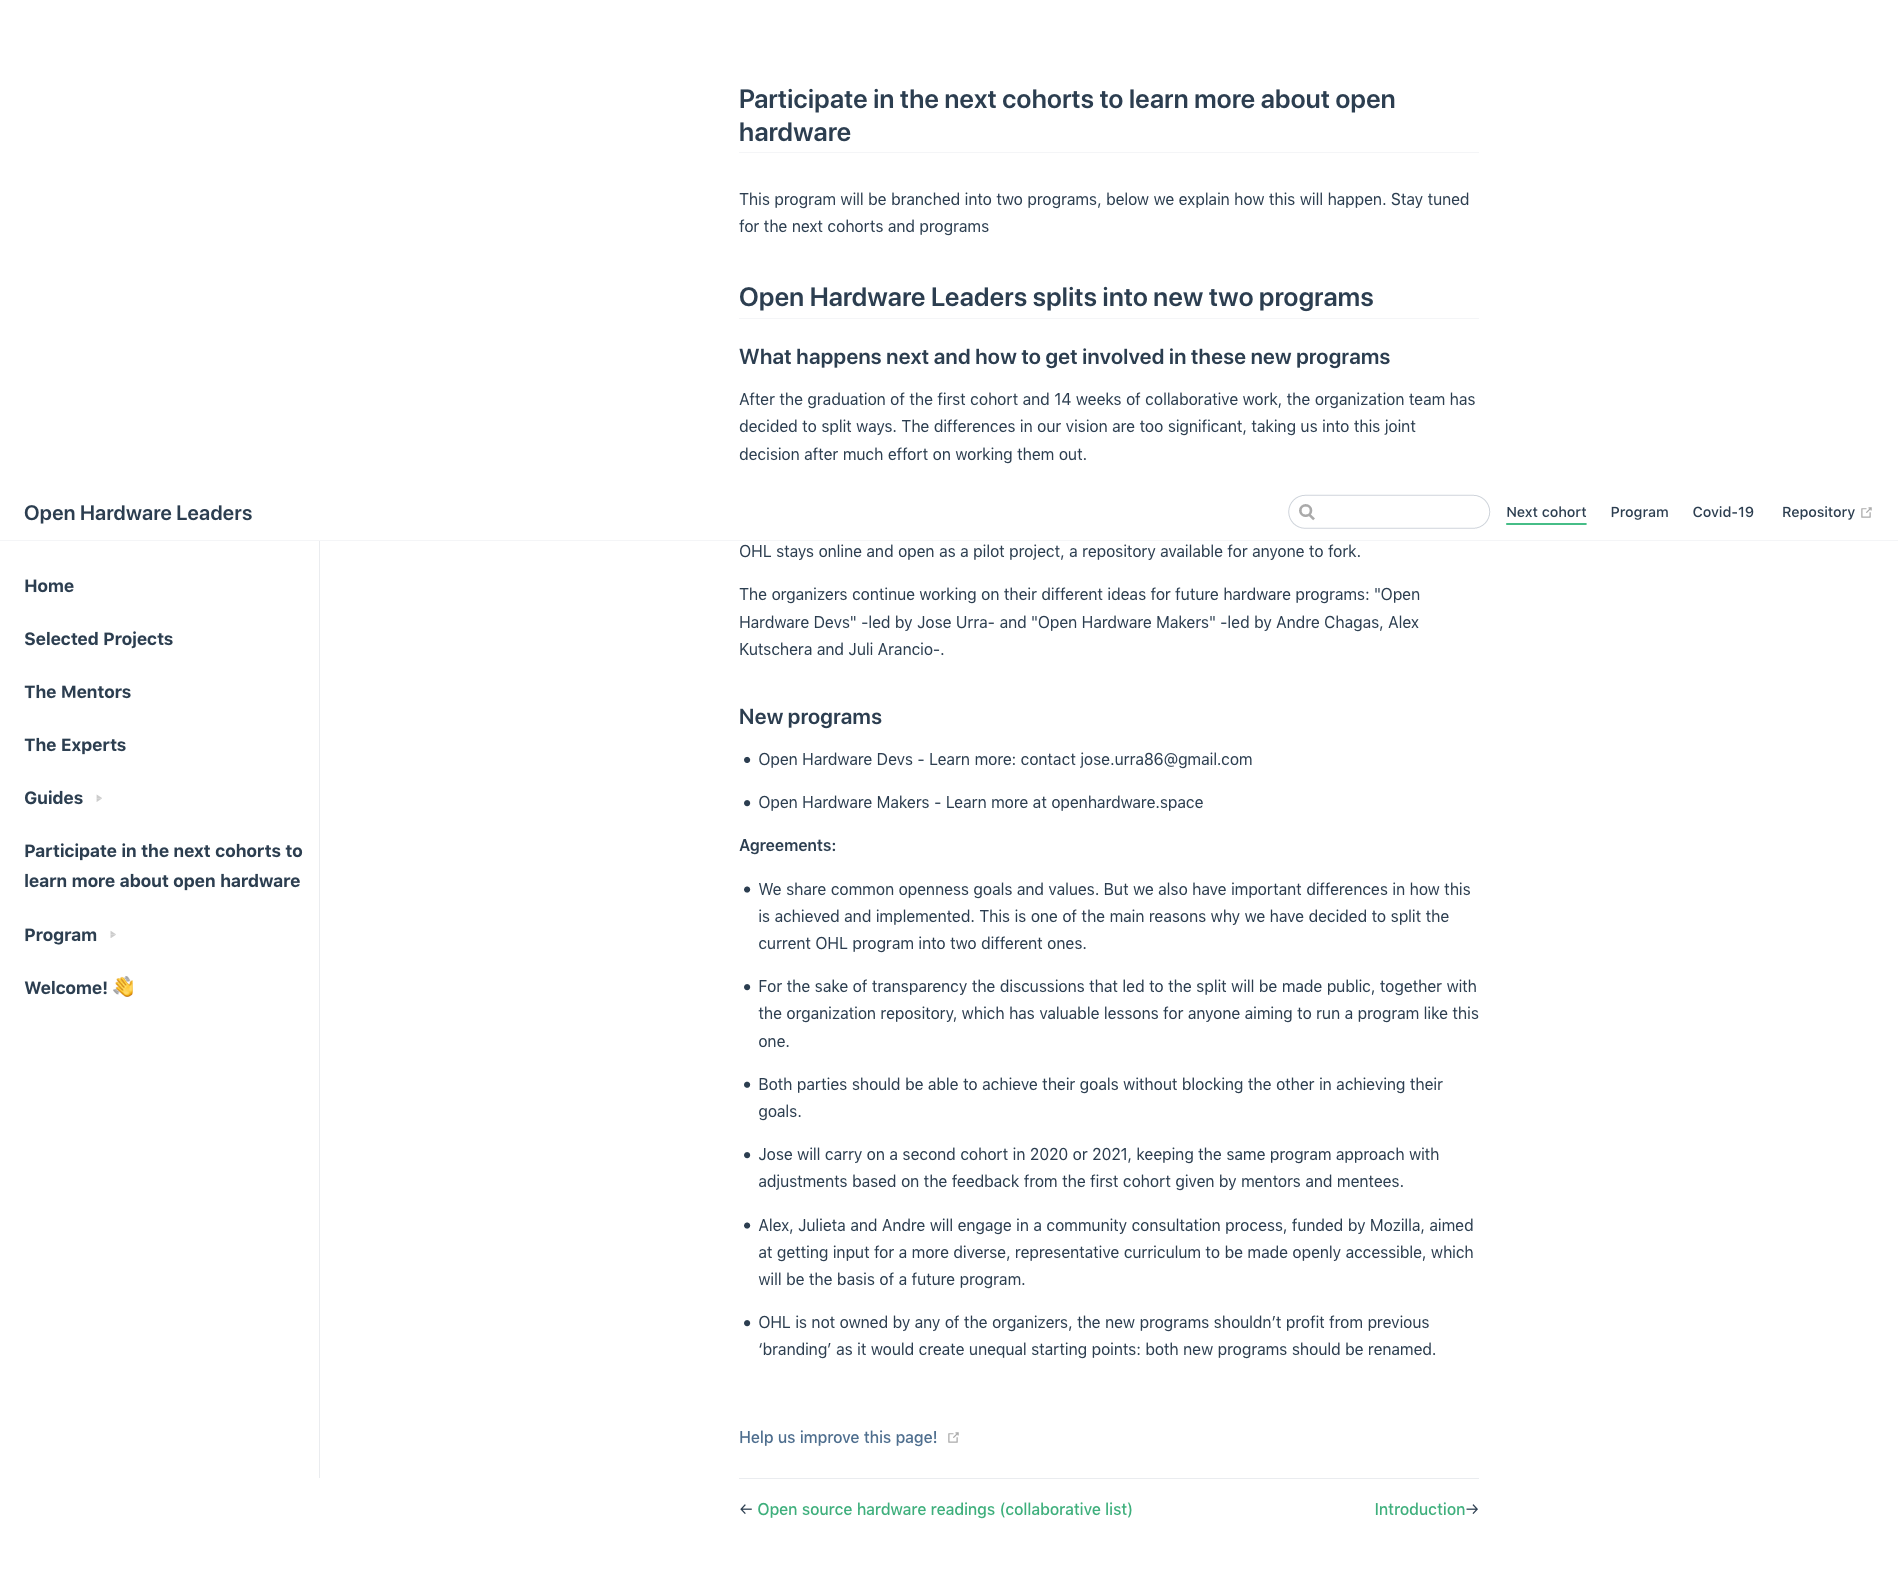 Participate in the next cohorts to learn more about open
hardware
This program will be branched into two programs, below we explain how this will happen. Stay tuned
for the next cohorts and programs
Open Hardware Leaders splits into new two programs
What happens next and how to get involved in these new programs
After the graduation of the first cohort and 14 weeks of collaborative work, the organization team has
decided to split ways. The differences in our vision are too significant, taking us into this joint
decision after much effort on working them out.
Open Hardware Leaders
Next cohort
Program
Covid-19
Repository
Home
Selected Projects
The Mentors
The Experts
Guides
Participate in the next cohorts to
learn more about open hardware
Program
Welcome! 👋
OHL stays online and open as a pilot project, a repository available for anyone to fork.
The organizers continue working on their different ideas for future hardware programs: "Open
Hardware Devs" -led by Jose Urra- and "Open Hardware Makers" -led by Andre Chagas, Alex
Kutschera and Juli Arancio-.
New programs
• Open Hardware Devs - Learn more: contact jose.urra86@gmail.com
• Open Hardware Makers - Learn more at openhardware.space
Agreements:
• We share common openness goals and values. But we also have important differences in how this
is achieved and implemented. This is one of the main reasons why we have decided to split the
current OHL program into two different ones.
• For the sake of transparency the discussions that led to the split will be made public, together with
the organization repository, which has valuable lessons for anyone aiming to run a program like this
one.
• Both parties should be able to achieve their goals without blocking the other in achieving their
goals.
• Jose will carry on a second cohort in 2020 or 2021, keeping the same program approach with
adjustments based on the feedback from the first cohort given by mentors and mentees.
• Alex, Julieta and Andre will engage in a community consultation process, funded by Mozilla, aimed
at getting input for a more diverse, representative curriculum to be made openly accessible, which
will be the basis of a future program.
• OHL is not owned by any of the organizers, the new programs shouldn’t profit from previous
‘branding’ as it would create unequal starting points: both new programs should be renamed.
Help us improve this page!
← Open source hardware readings (collaborative list)
Introduction→